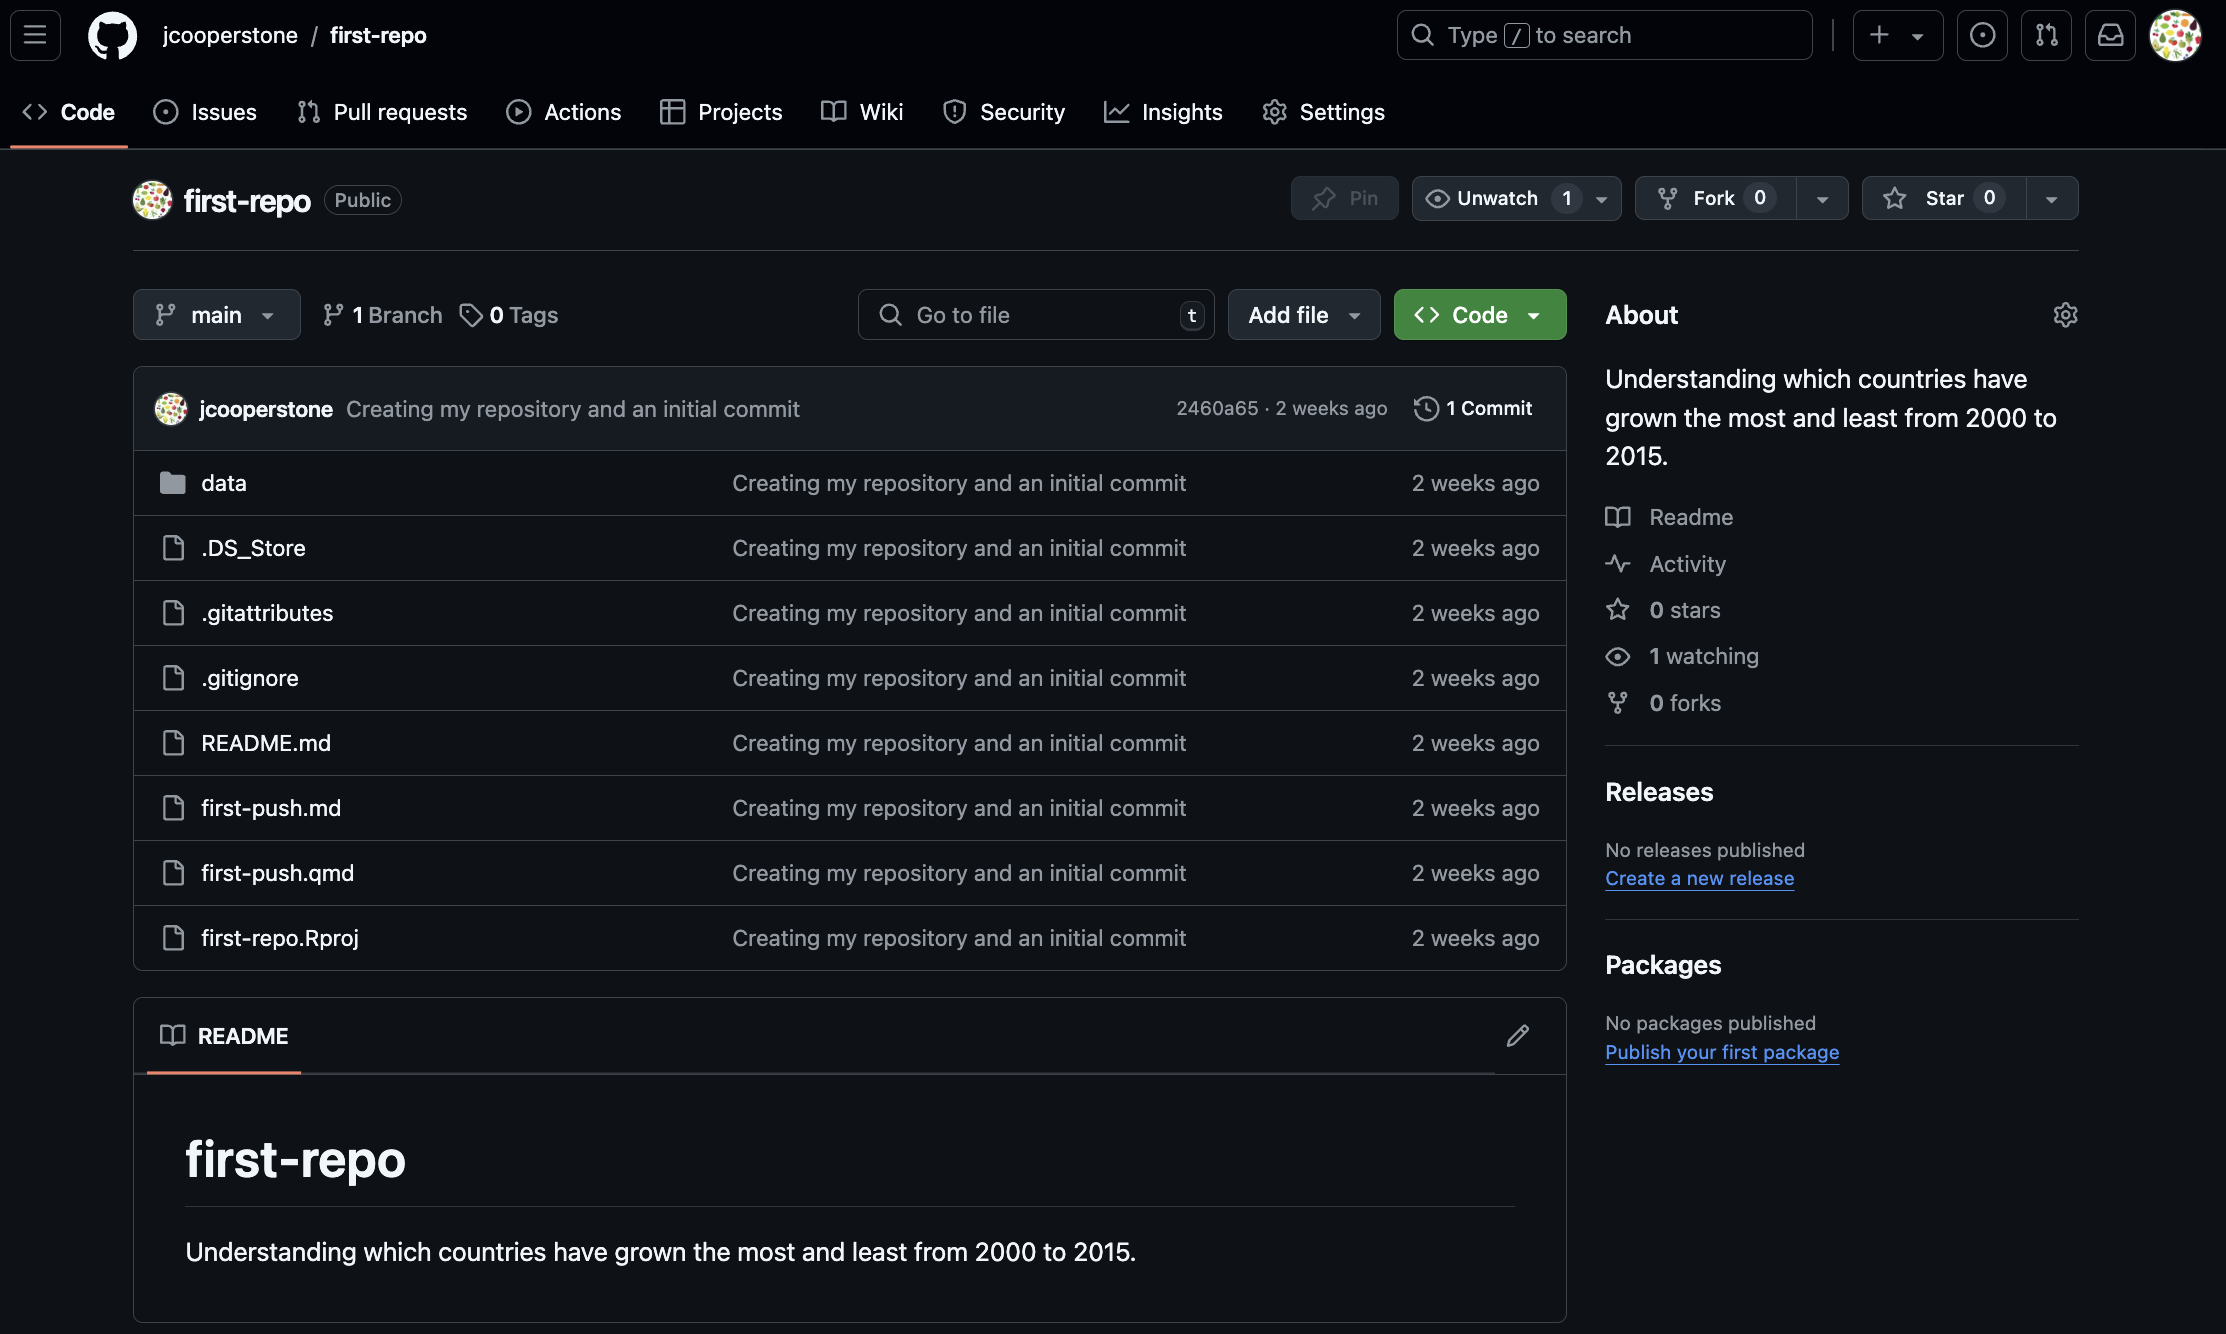 jcooperstone / first-repo
Type / to search
Code Issues Pull requests Actions Projects Wiki Security Insights Settings
first-repo Public
Pin Unwatch 1 Fork 0 Star 0
main 1 Branch 0 Tags
Go to file t Add file Code
jcooperstone Creating my repository and an initial commit 2460a65 · 2 weeks ago 1 Commit
data Creating my repository and an initial commit 2 weeks ago
.DS_Store Creating my repository and an initial commit 2 weeks ago
.gitattributes Creating my repository and an initial commit 2 weeks ago
.gitignore Creating my repository and an initial commit 2 weeks ago
README.md Creating my repository and an initial commit 2 weeks ago
first-push.md Creating my repository and an initial commit 2 weeks ago
first-push.qmd Creating my repository and an initial commit 2 weeks ago
first-repo.Rproj Creating my repository and an initial commit 2 weeks ago
README
first-repo
Understanding which countries have grown the most and least from 2000 to 2015.
About
Understanding which countries have
grown the most and least from 2000 to
2015.
Readme
Activity
0 stars
1 watching
0 forks
Releases
No releases published
Create a new release
Packages
No packages published
Publish your first package